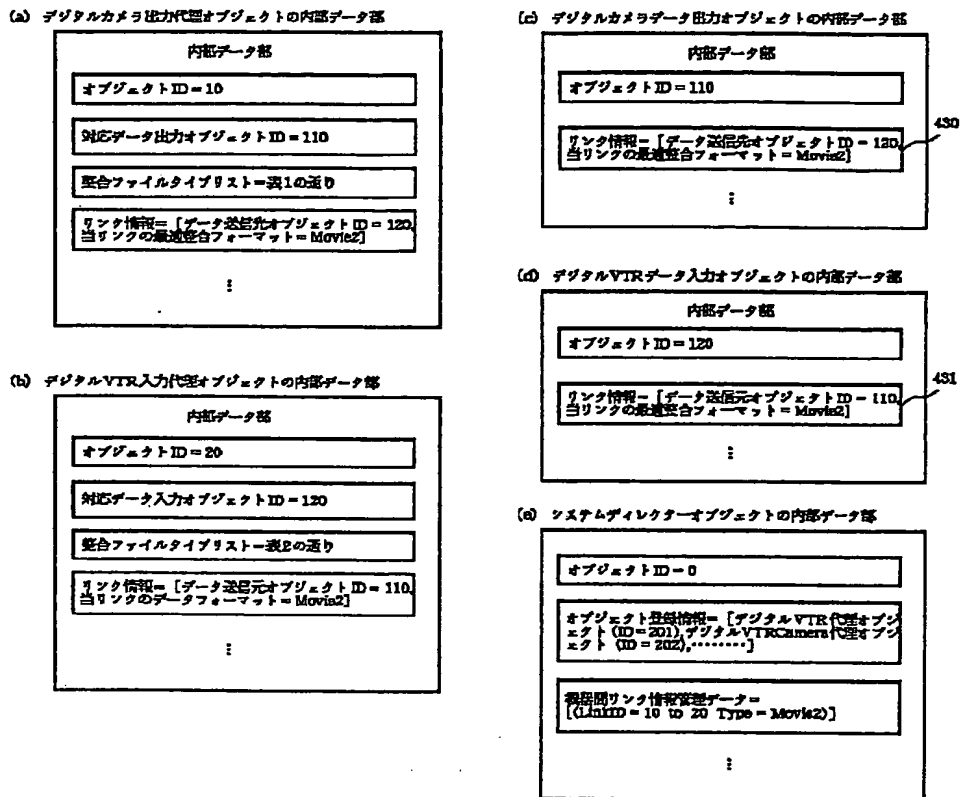 (a) デジタルカメラ出力代理オブジェクトの内部データ部
内部データ部
オブジェクトID=10
対応データ出力オブジェクトID=110
整合ファイルタイプリスト=表1の通り
リンク情報=[データ送信先オブジェクトID=120,
当リンクの最適整合フォーマット=Movie2]
⋮
(b) デジタルVTR入力代理オブジェクトの内部データ部
内部データ部
オブジェクトID=20
対応データ入力オブジェクトID=120
整合ファイルタイプリスト=表2の通り
リンク情報=[データ送信元オブジェクトID=110,
当リンクのデータフォーマット=Movie2]
⋮
(c) デジタルカメラデータ出力オブジェクトの内部データ部
内部データ部
オブジェクトID=110
リンク情報=[データ送信先オブジェクトID=120,
当リンクの最適整合フォーマット=Movie2]
430
⋮
(d) デジタルVTRデータ入力オブジェクトの内部データ部
内部データ部
オブジェクトID=120
リンク情報=[データ送信元オブジェクトID=110,
当リンクの最適整合フォーマット=Movie2]
431
⋮
(e) システムディレクターオブジェクトの内部データ部
オブジェクトID=0
オブジェクト登録情報=[デジタルVTR代理オブジ
ェクト(ID=201),デジタルVTRCamera代理オブジ
ェクト(ID=202),‥‥‥‥]
機器間リンク情報管理データ=
[(LinkID=10 to 20 Type=Movie2)]
⋮